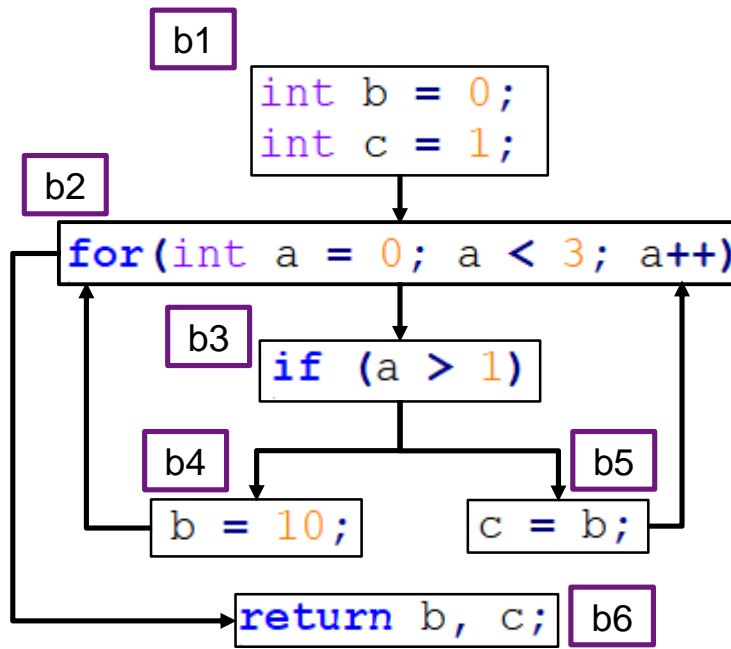 b1
int b = 0;
int c = 1;
b2
for(int a = 0; a < 3; a++)
b3
if (a > 1)
b4
b5
b = 10;
c = b;
return b, c;
b6